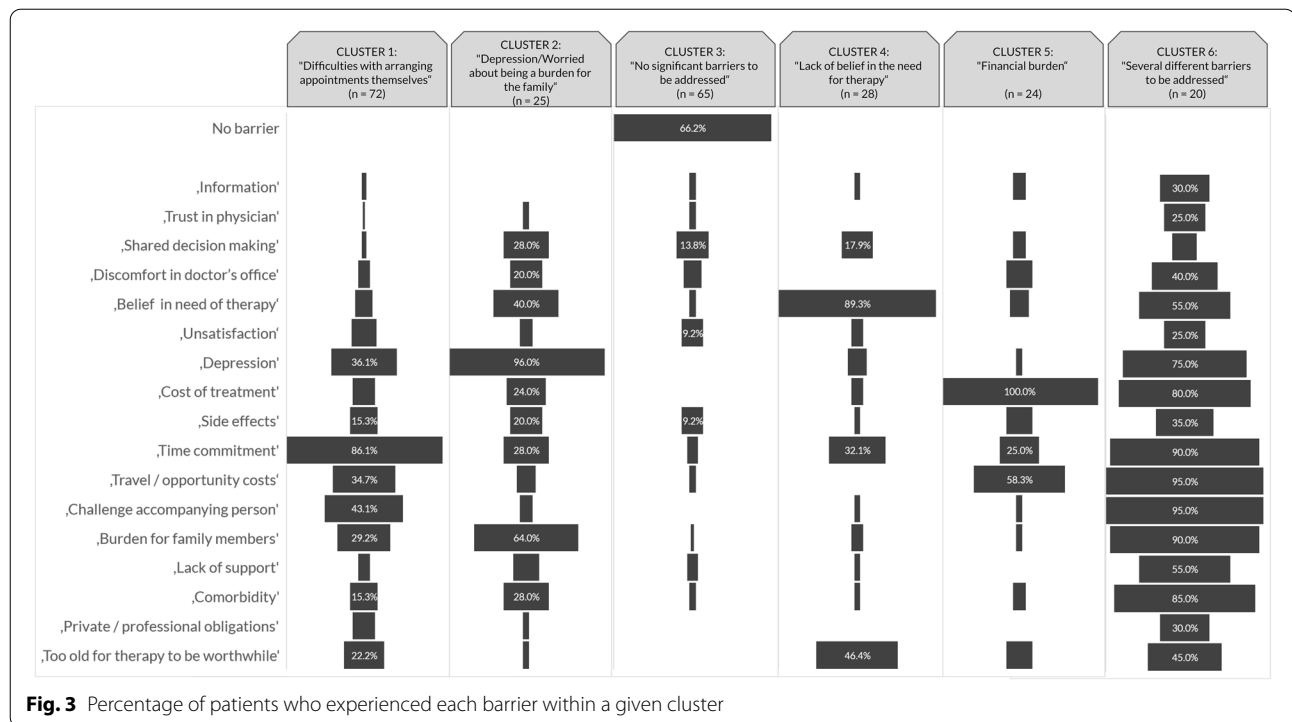 CLUSTER 1:
"Difficulties with arranging
appointments themselves“
(n = 72)
CLUSTER 2:
"Depression/Worried
about being a burden for
the family“
(n = 25)
CLUSTER 3:
"No significant barriers to
be addressed“
(n = 65)
CLUSTER 4:
"Lack of belief in the need
for therapy“
(n = 28)
CLUSTER 5:
"Financial burden“
(n = 24)
CLUSTER 6:
"Several different barriers
to be addressed“
(n = 20)
No barrier 66.2%
‚Information' 30.0%
‚Trust in physician' 25.0%
‚Shared decision making' 28.0% 13.8% 17.9%
‚Discomfort in doctor's office' 20.0% 40.0%
‚Belief in need of therapy‘ 40.0% 89.3% 55.0%
‚Unsatisfaction‘ 9.2% 25.0%
‚Depression' 36.1% 96.0% 75.0%
‚Cost of treatment' 24.0% 100.0% 80.0%
‚Side effects' 15.3% 20.0% 9.2% 35.0%
‚Time commitment' 86.1% 28.0% 32.1% 25.0% 90.0%
‚Travel / opportunity costs' 34.7% 58.3% 95.0%
‚Challenge accompanying person' 43.1% 95.0%
‚Burden for family members' 29.2% 64.0% 90.0%
‚Lack of support' 55.0%
‚Comorbidity' 15.3% 28.0% 85.0%
‚Private / professional obligations' 30.0%
‚Too old for therapy to be worthwhile' 22.2% 46.4% 45.0%
Fig. 3 Percentage of patients who experienced each barrier within a given cluster